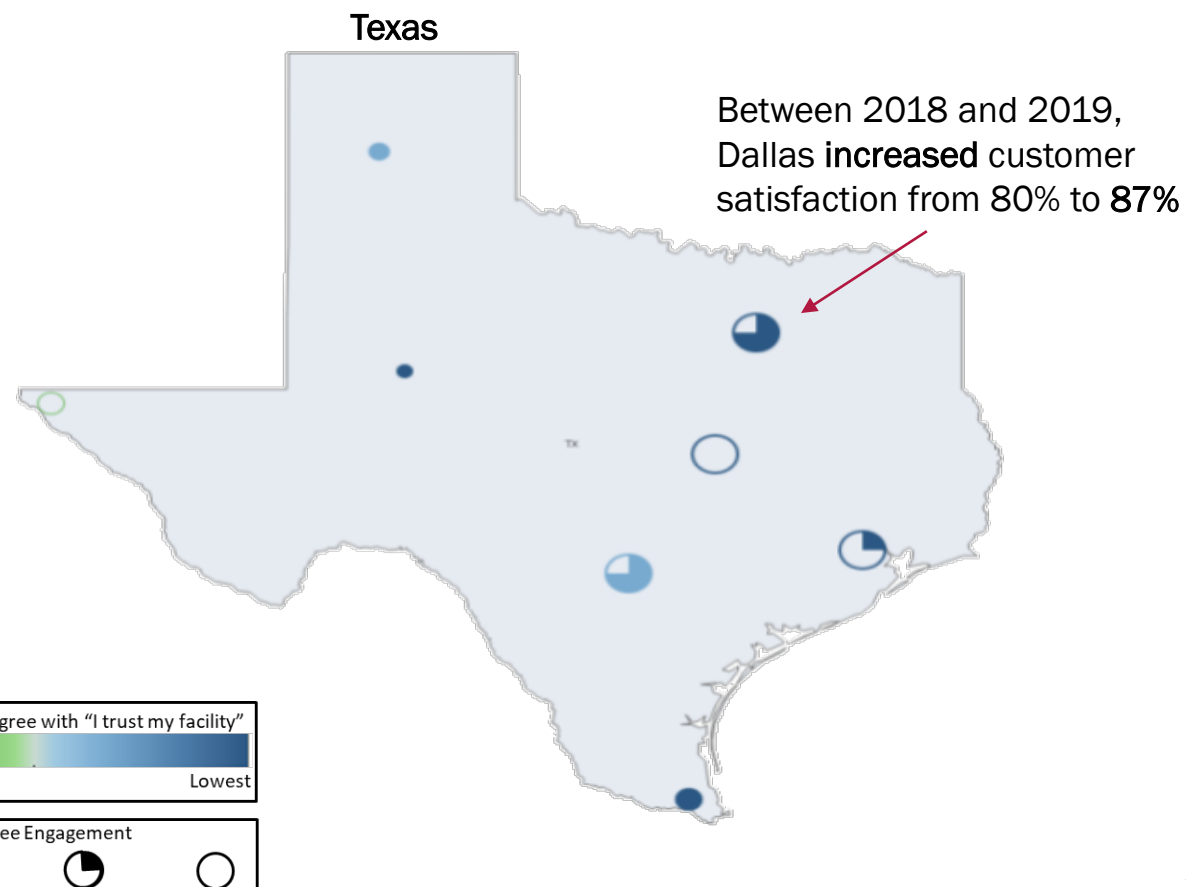 Texas
Between 2018 and 2019,
Dallas increased customer
satisfaction from 80% to 87%
TX
gree with “I trust my facility”
Lowest
ee Engagement